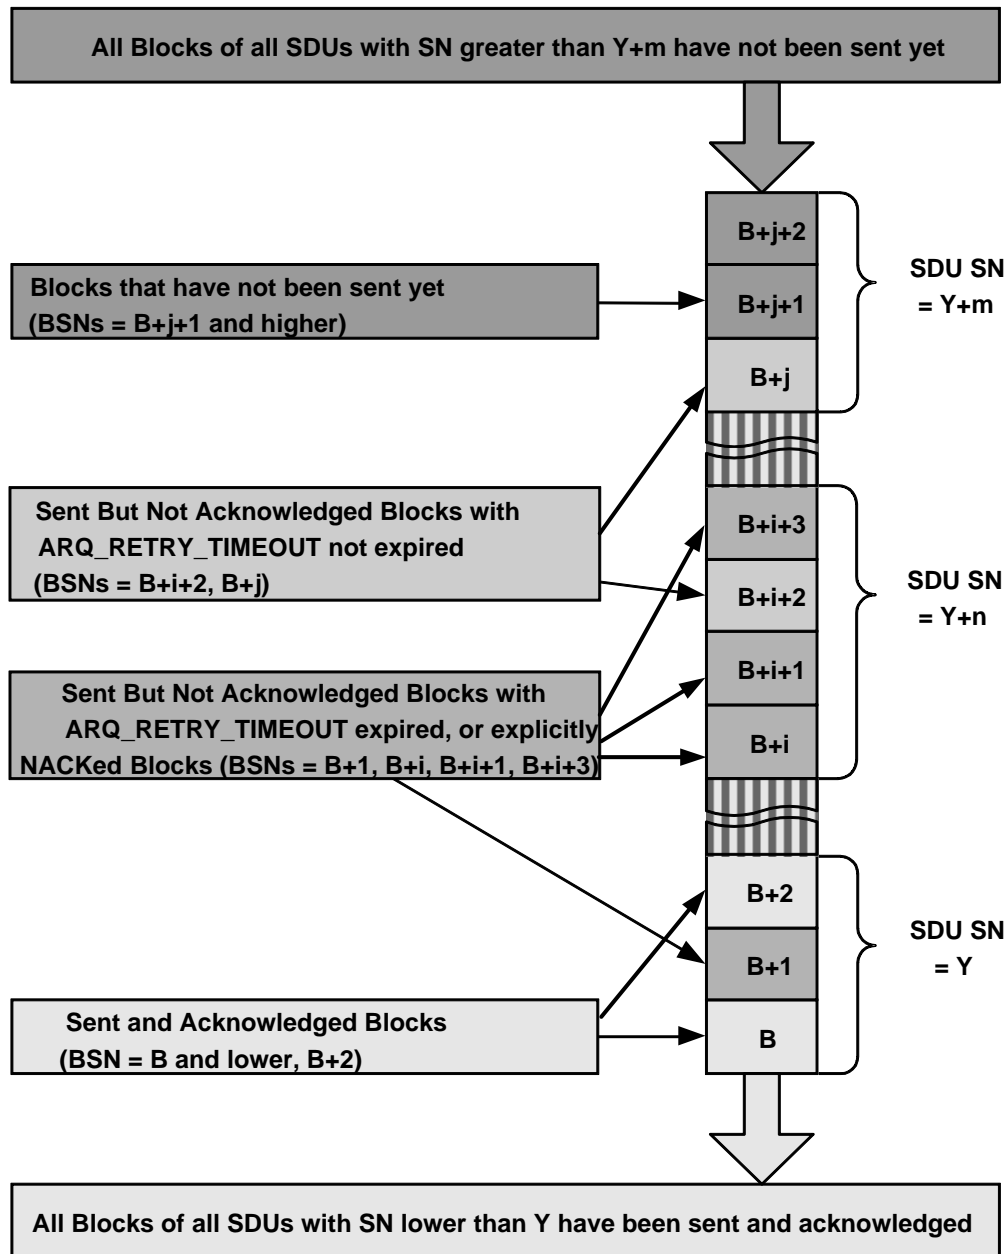 All Blocks of all SDUs with SN greater than Y+m have not been sent yet
B+j+2
SDU SN
= Y+m
Blocks that have not been sent yet
(BSNs = B+j+1 and higher)
B+j+1
B+j
Sent But Not Acknowledged Blocks with
ARQ_RETRY_TIMEOUT not expired
(BSNs = B+i+2, B+j)
B+i+3
B+i+2
SDU SN
= Y+n
Sent But Not Acknowledged Blocks with
ARQ_RETRY_TIMEOUT expired, or explicitly
NACKed Blocks (BSNs = B+1, B+i, B+i+1, B+i+3)
B+i+1
B+i
B+2
B+1
SDU SN
= Y
Sent and Acknowledged Blocks
(BSN = B and lower, B+2)
B
All Blocks of all SDUs with SN lower than Y have been sent and acknowledged